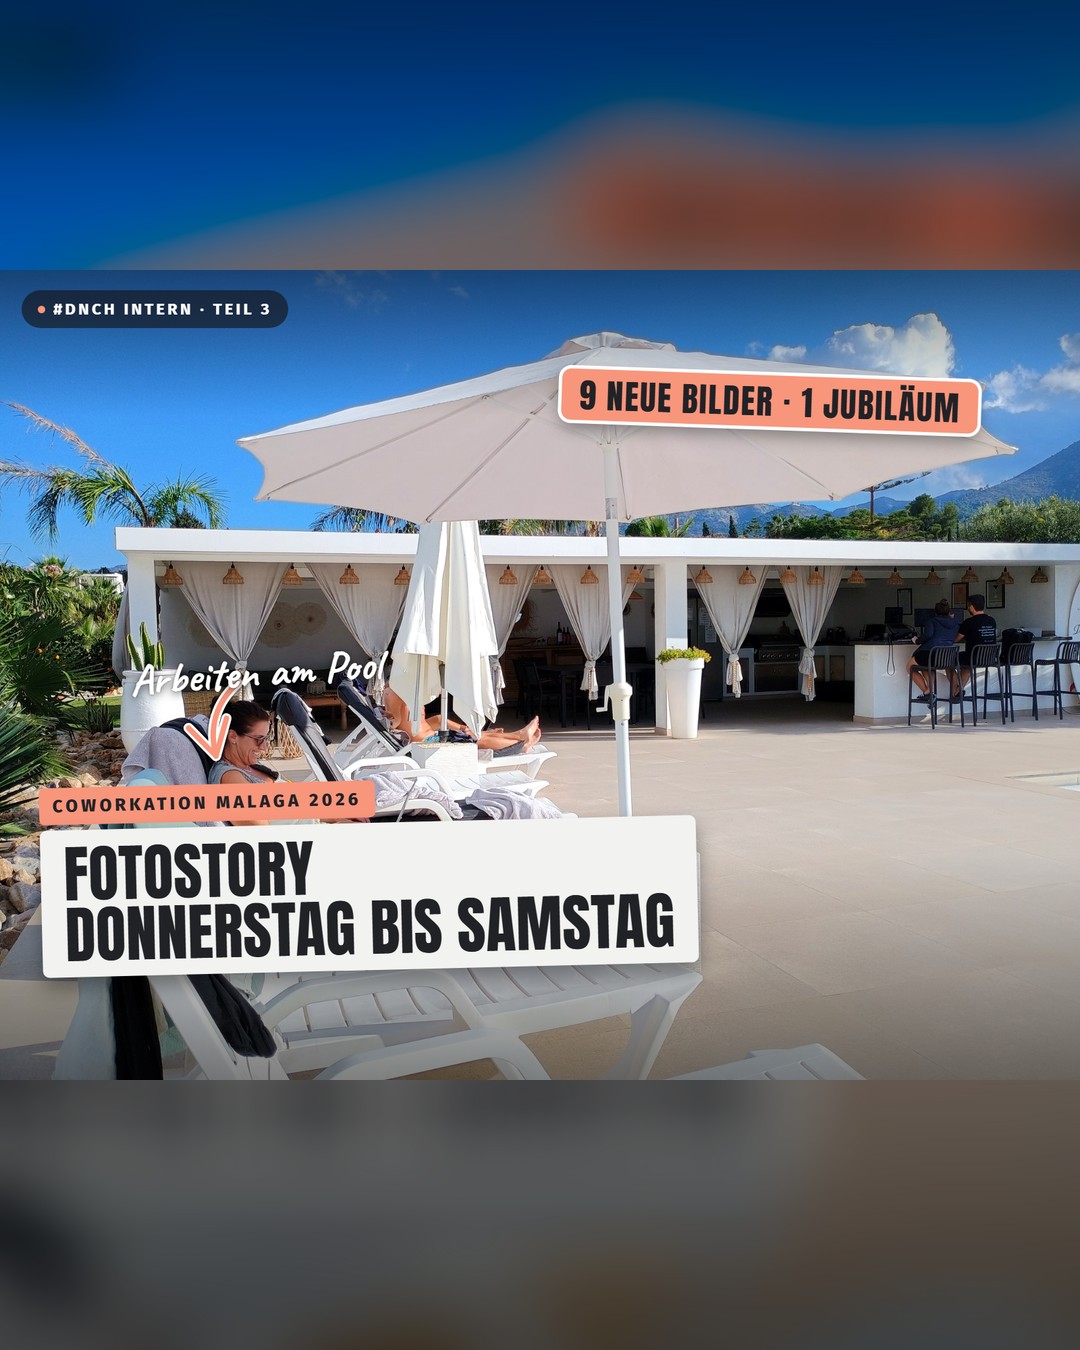 #DNCH INTERN · TEIL 3
9 NEUE BILDER · 1 JUBILÄUM
Arbeiten am Pool
COWORKATION MALAGA 2026
FOTOSTORY
DONNERSTAG BIS SAMSTAG